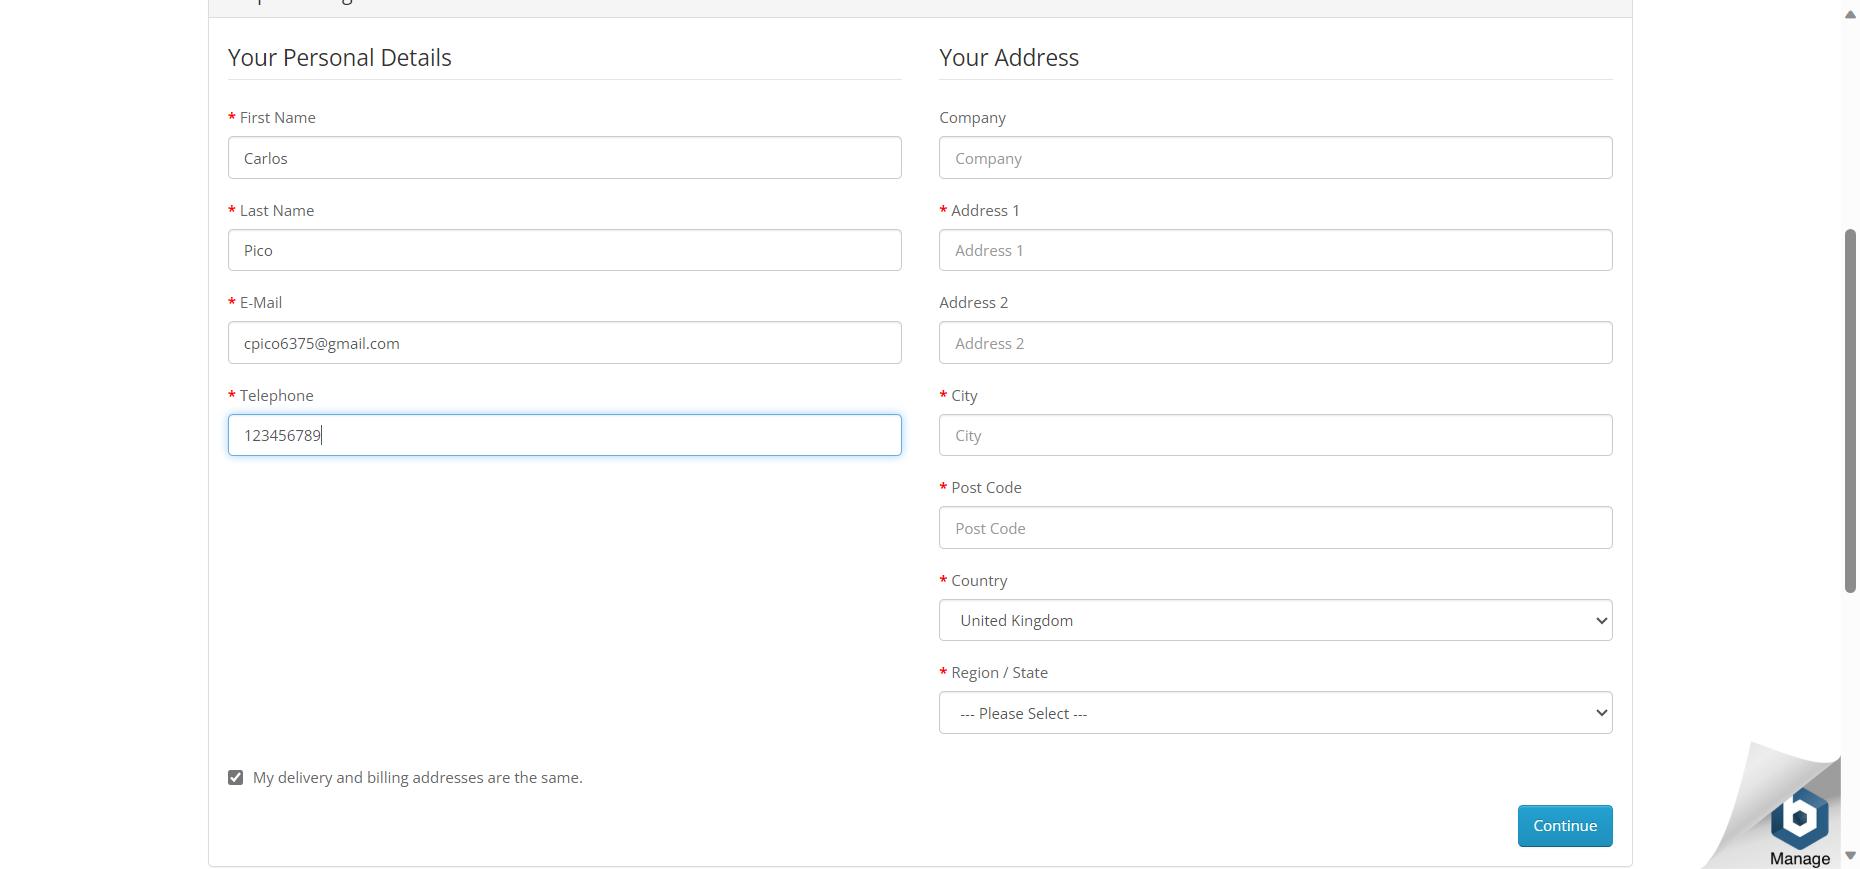 Your Personal Details
* First Name
Carlos
* Last Name
Pico
* E-Mail
cpico6375@gmail.com
* Telephone
123456789
My delivery and billing addresses are the same.
Your Address
Company
Company
* Address 1
Address 1
Address 2
Address 2
* City
City
* Post Code
Post Code
* Country
United Kingdom
* Region / State
--- Please Select ---
Continue
b
Manage